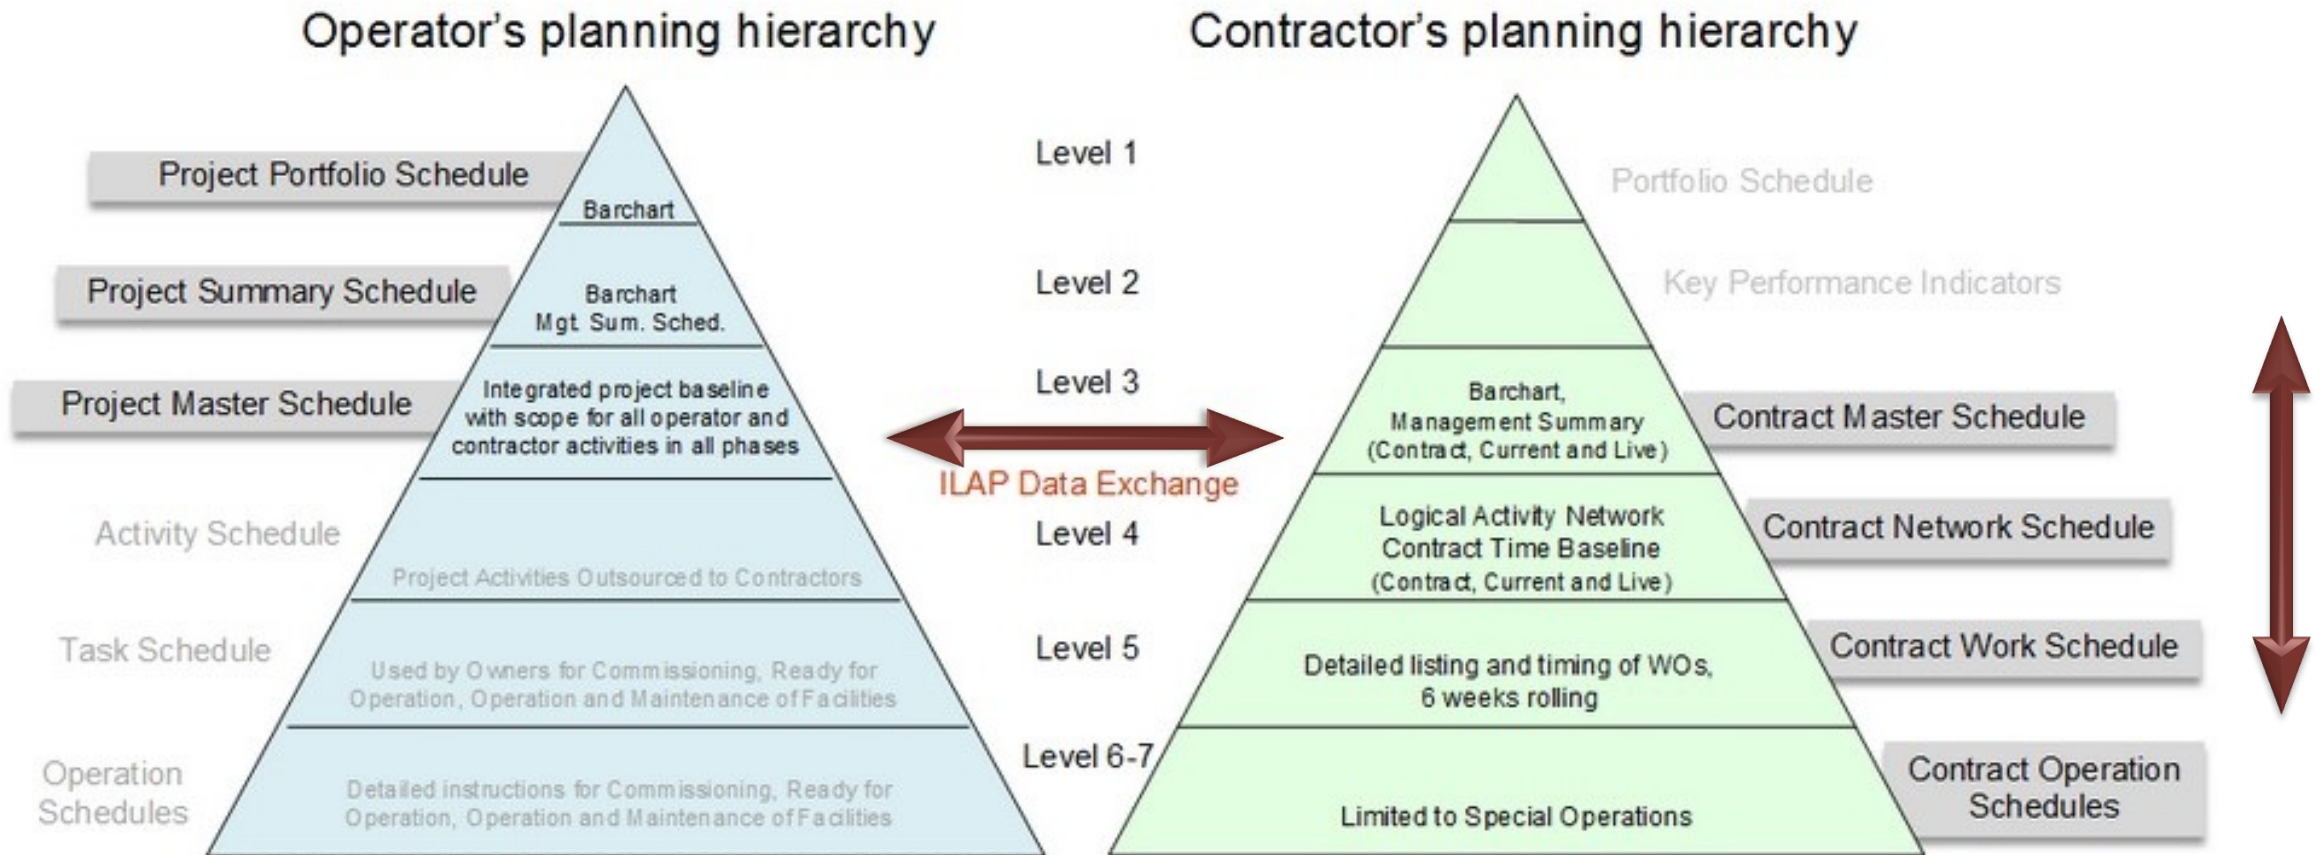 Operator's planning hierarchy
Project Portfolio Schedule
Barchart
Project Summary Schedule
Barchart
Mgt. Sum. Sched.
Project Master Schedule
Integrated project baseline
with scope for all operator and
contractor activities in all phases
Activity Schedule
Project Activities Outsourced to Contractors
Task Schedule
Used by Owners for Commissioning, Ready for
Operation, Operation and Maintenance of Facilities
Operation
Schedules
Detailed instructions for Commissioning, Ready for
Operation, Operation and Maintenance of Facilities
Level 1
Level 2
Level 3
ILAP Data Exchange
Level 4
Level 5
Level 6-7
Contractor's planning hierarchy
Portfolio Schedule
Key Performance Indicators
Barchart,
Management Summary
(Contract, Current and Live)
Contract Master Schedule
Logical Activity Network
Contract Time Baseline
(Contract, Current and Live)
Contract Network Schedule
Detailed listing and timing of WOs,
6 weeks rolling
Contract Work Schedule
Limited to Special Operations
Contract Operation
Schedules